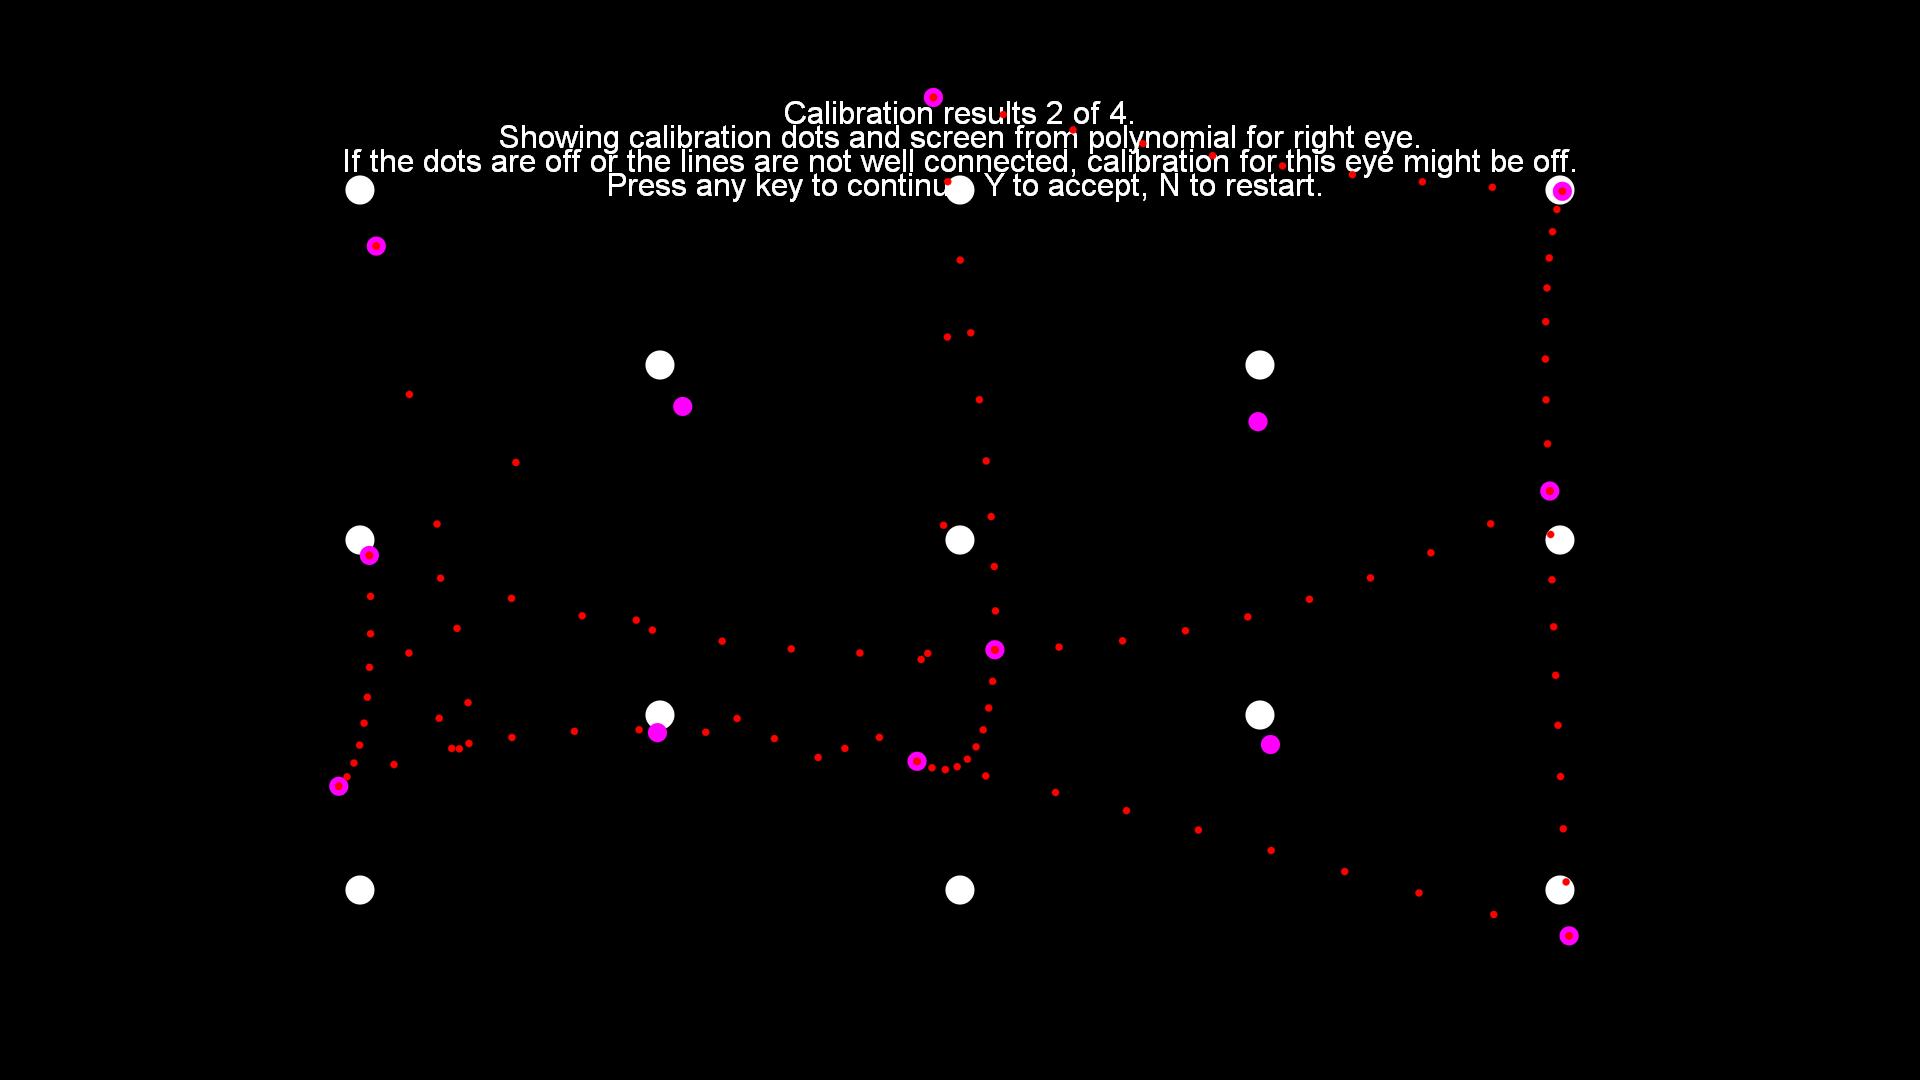 Calibration results 2 of 4.
Showing calibration dots and screen from polynomial for right eye.
If the dots are off or the lines are not well connected, calibration for this eye might be off.
Press any key to continu Y to accept, N to restart.